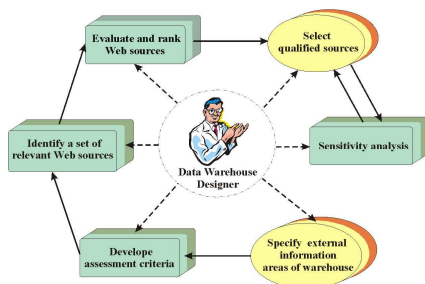 Evaluate and rank
Web sources
Select
qualified sources
Identify a set of
relevant Web sources
Data Warehouse
Designer
Sensitivity analysis
Develope
assessment criteria
Specify external
information
areas of warehouse